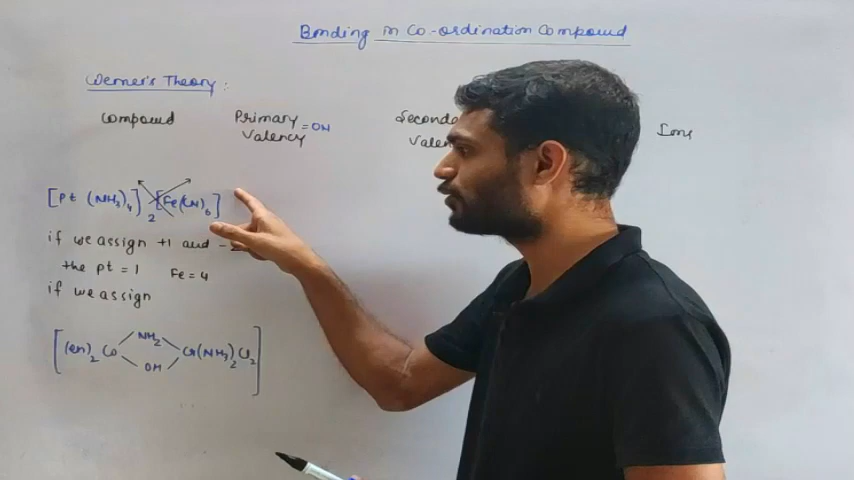 Bonding in Co-ordination Compound
Werner's Theory :
Compound Primary Valency = ON Seconda Valen Ions
[Pt (NH3)4]2 [Fe(CN)6]
if we assign +1 and -2
the Pt = 1 Fe = 4
if we assign
[(en)2 Co NH2 OH Cr(NH3)2Cl2]